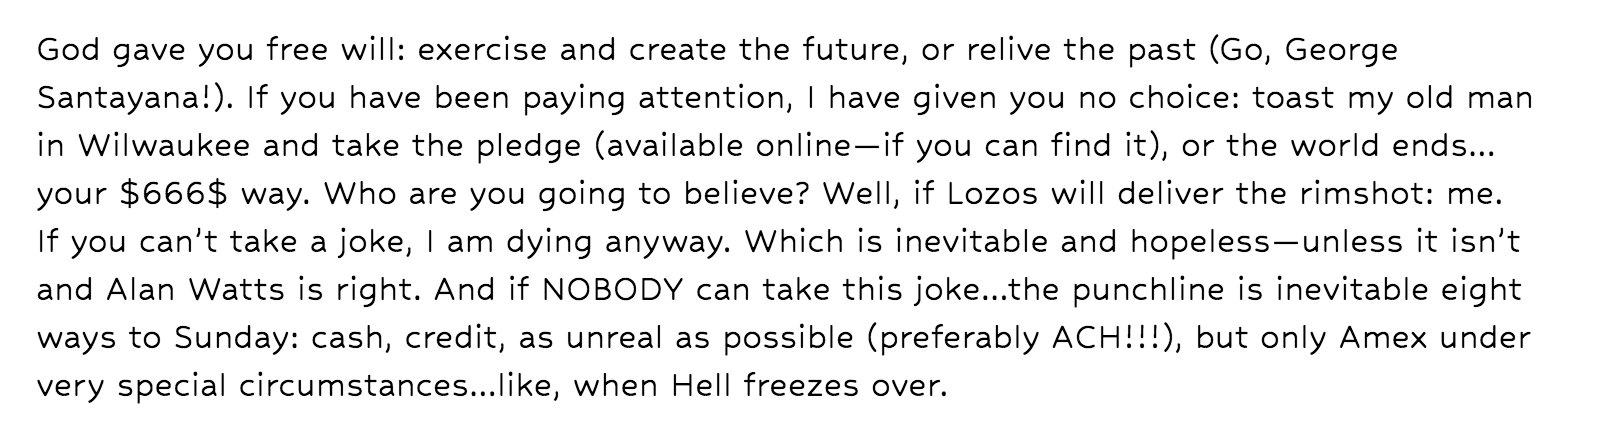 God gave you free will: exercise and create the future, or relive the past (Go, George
Santayana!). If you have been paying attention, I have given you no choice: toast my old man
in Wilwaukee and take the pledge (available online—if you can find it), or the world ends...
your $666$ way. Who are you going to believe? Well, if Lozos will deliver the rimshot: me.
If you can't take a joke, I am dying anyway. Which is inevitable and hopeless—unless it isn't
and Alan Watts is right. And if NOBODY can take this joke...the punchline is inevitable eight
ways to Sunday: cash, credit, as unreal as possible (preferably ACH!!!), but only Amex under
very special circumstances...like, when Hell freezes over.